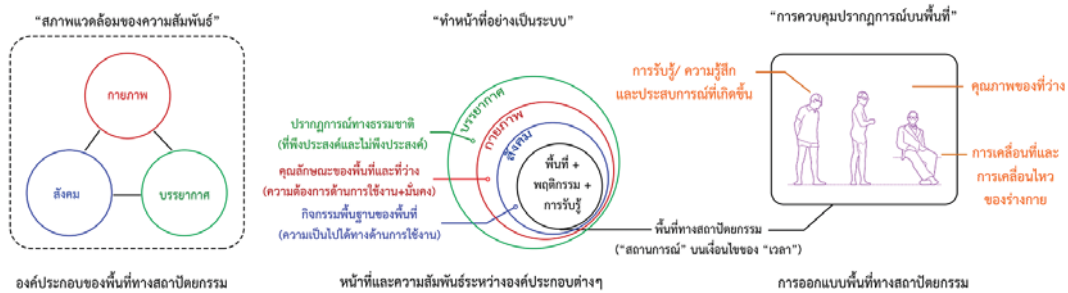 “สภาพแวดล้อมของความสัมพันธ์”
กายภาพ
สังคม
บรรยากาศ
องค์ประกอบของพื้นที่ทางสถาปัตยกรรม
“ทำหน้าที่อย่างเป็นระบบ”
บรรยากาศ
กายภาพ
สังคม
พื้นที่ +
พฤติกรรม +
การรับรู้
ปรากฏการณ์ทางธรรมชาติ
(ที่พึงประสงค์และไม่พึงประสงค์)
คุณลักษณะของพื้นที่และที่ว่าง
(ความต้องการด้านการใช้งาน+มั่นคง)
กิจกรรมพื้นฐานของพื้นที่
(ความเป็นไปได้ทางด้านการใช้งาน)
พื้นที่ทางสถาปัตยกรรม
(“สถานการณ์” บนเงื่อนไขของ “เวลา”)
หน้าที่และความสัมพันธ์ระหว่างองค์ประกอบต่างๆ
“การควบคุมปรากฏการณ์บนพื้นที่”
การรับรู้/ ความรู้สึก
และประสบการณ์ที่เกิดขึ้น
คุณภาพของที่ว่าง
การเคลื่อนที่และ
การเคลื่อนไหว
ของร่างกาย
การออกแบบพื้นที่ทางสถาปัตยกรรม